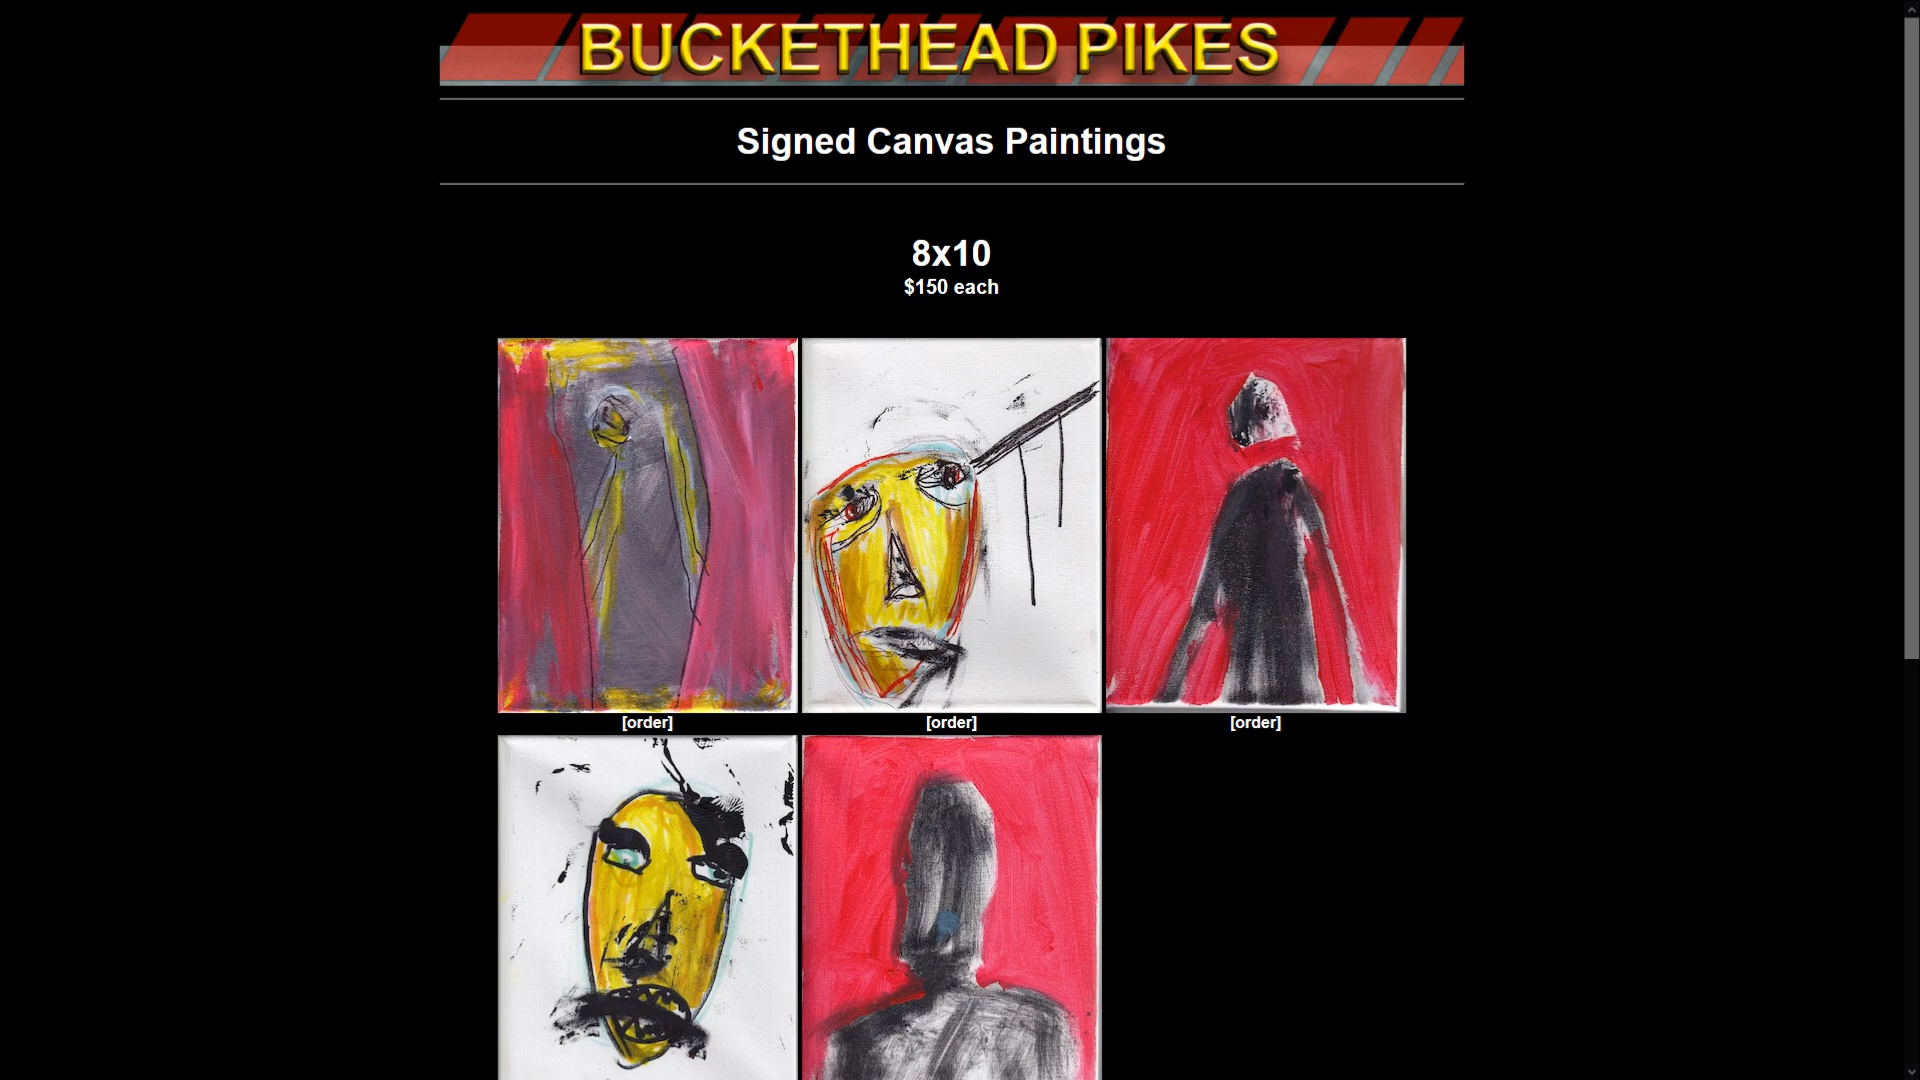 BUCKETHEAD PIKES
Signed Canvas Paintings
8x10
$150 each
[order]
[order]
[order]